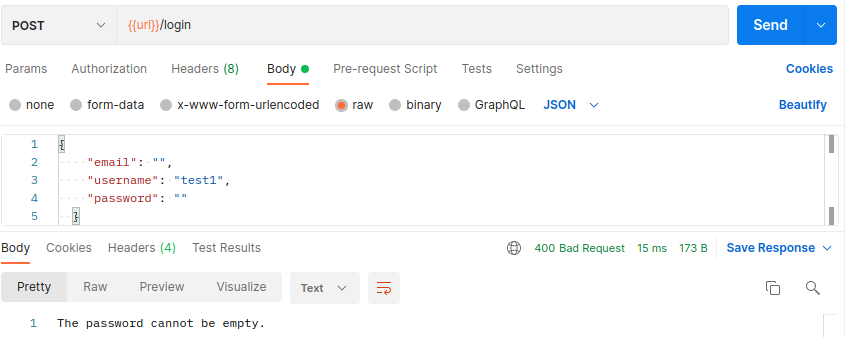 POST {{url}}/login Send
Params Authorization Headers (8) Body Pre-request Script Tests Settings Cookies
none form-data x-www-form-urlencoded raw binary GraphQL JSON Beautify
1 {
2 "email": "",
3 "username": "test1",
4 "password": ""
5 }
Body Cookies Headers (4) Test Results 400 Bad Request 15 ms 173 B Save Response
Pretty Raw Preview Visualize Text
1 The password cannot be empty.